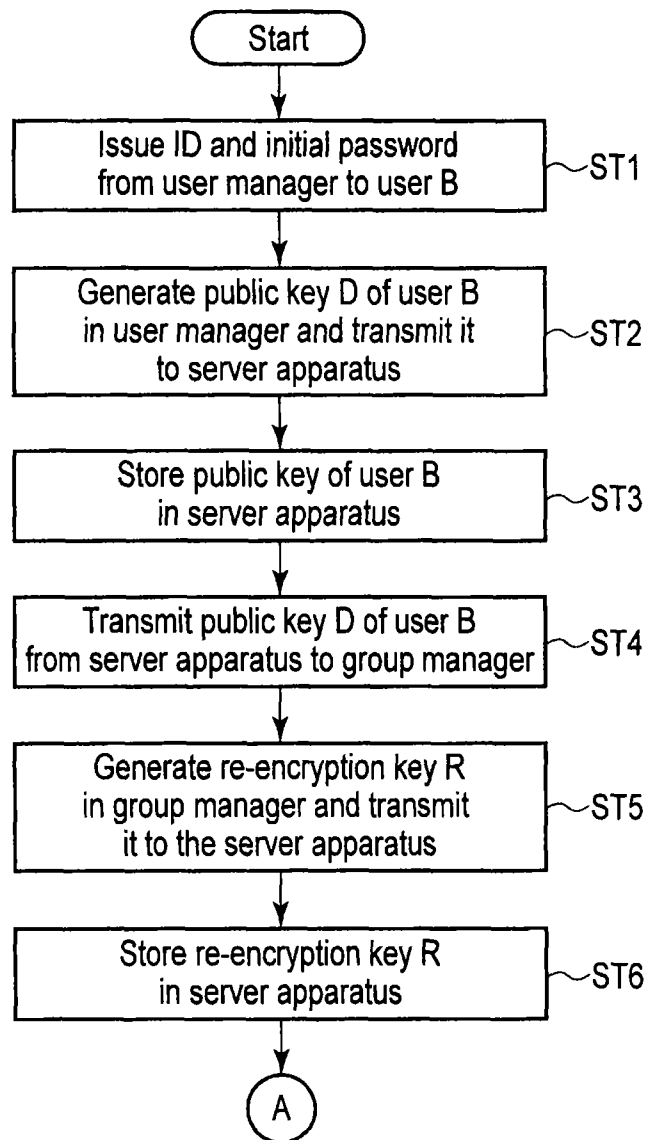 Start
Issue ID and initial password
from user manager to user B
ST1
Generate public key D of user B
in user manager and transmit it
to server apparatus
ST2
Store public key of user B
in server apparatus
ST3
Transmit public key D of user B
from server apparatus to group manager
ST4
Generate re-encryption key R
in group manager and transmit
it to the server apparatus
ST5
Store re-encryption key R
in server apparatus
ST6
A